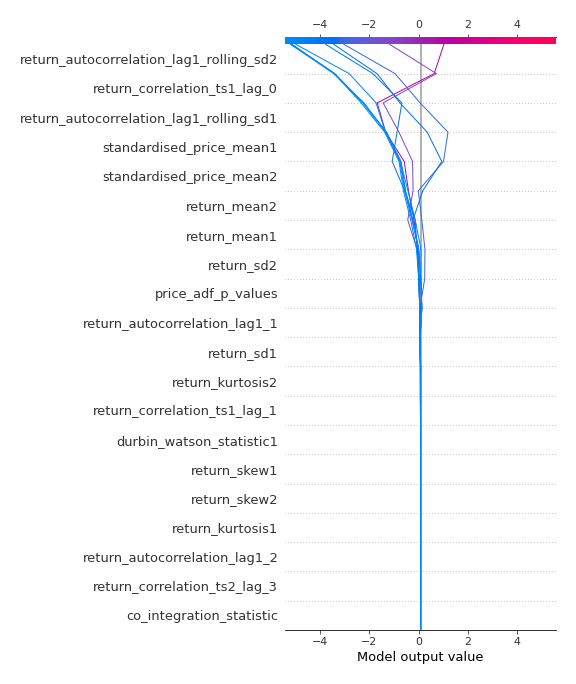 −4 −2 0 2 4
return_autocorrelation_lag1_rolling_sd2
return_correlation_ts1_lag_0
return_autocorrelation_lag1_rolling_sd1
standardised_price_mean1
standardised_price_mean2
return_mean2
return_mean1
return_sd2
price_adf_p_values
return_autocorrelation_lag1_1
return_sd1
return_kurtosis2
return_correlation_ts1_lag_1
durbin_watson_statistic1
return_skew1
return_skew2
return_kurtosis1
return_autocorrelation_lag1_2
return_correlation_ts2_lag_3
co_integration_statistic
−4 −2 0 2 4
Model output value